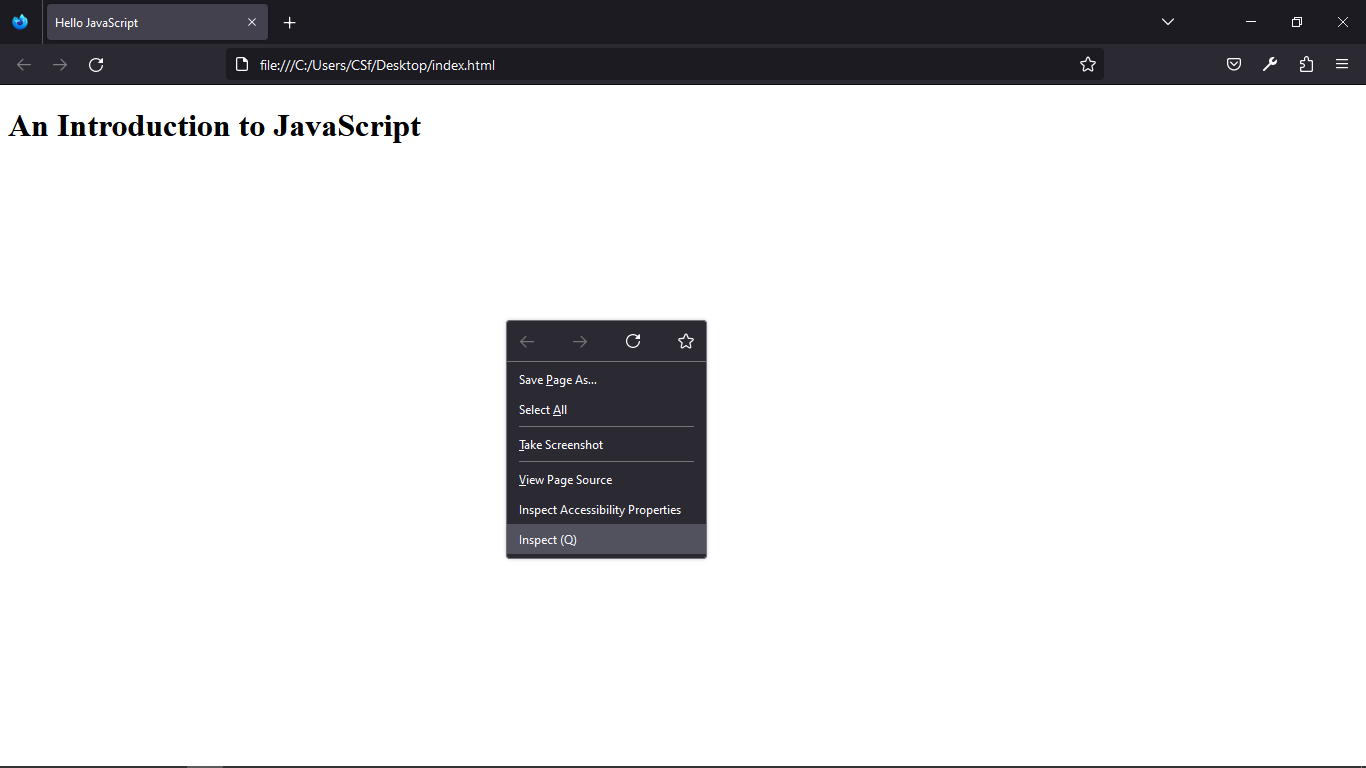 Hello JavaScript
file:///C:/Users/CSf/Desktop/index.html
An Introduction to JavaScript
Save Page As...
Select All
Take Screenshot
View Page Source
Inspect Accessibility Properties
Inspect (Q)